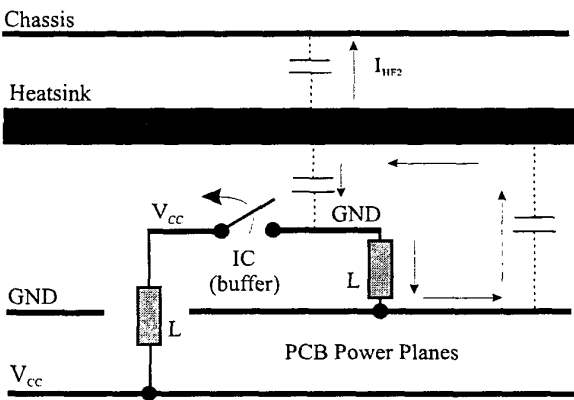 Chassis
I_HF2
Heatsink
V_cc
GND
IC
(buffer)
L
GND
L
PCB Power Planes
V_cc